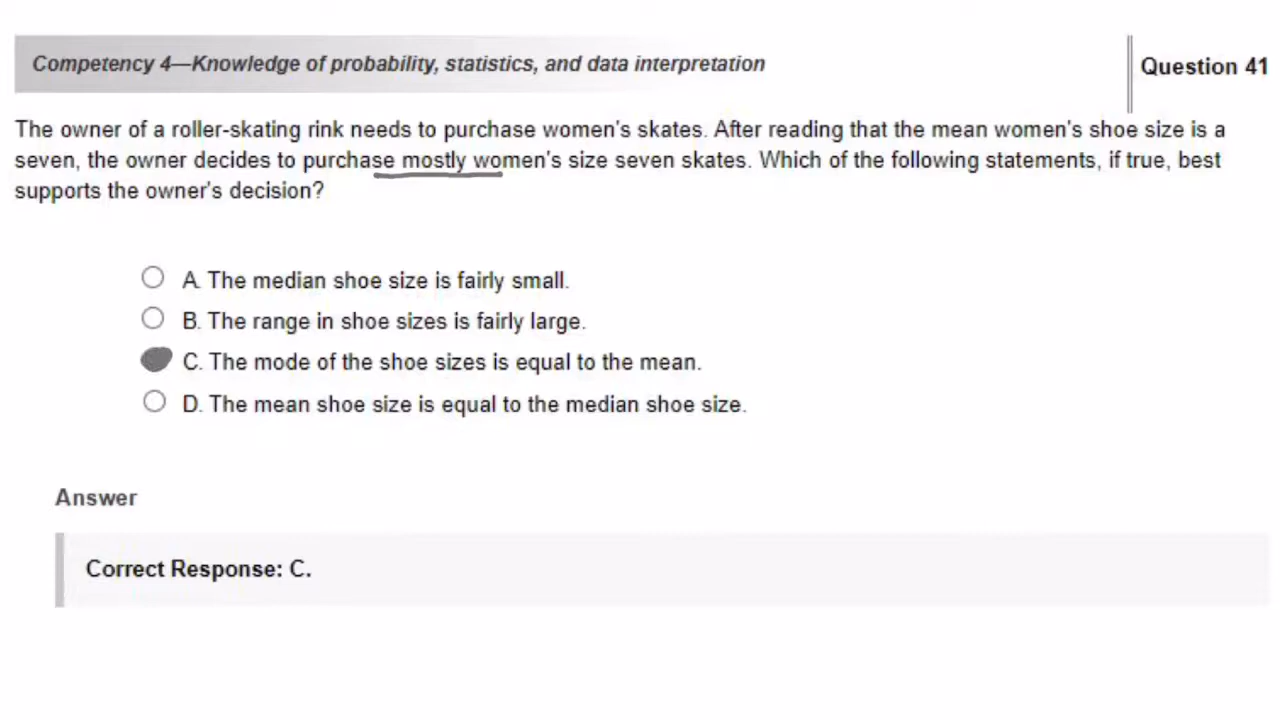 Competency 4—Knowledge of probability, statistics, and data interpretation
Question 41
The owner of a roller-skating rink needs to purchase women's skates. After reading that the mean women's shoe size is a
seven, the owner decides to purchase mostly women's size seven skates. Which of the following statements, if true, best
supports the owner's decision?
A. The median shoe size is fairly small.
B. The range in shoe sizes is fairly large.
C. The mode of the shoe sizes is equal to the mean.
D. The mean shoe size is equal to the median shoe size.
Answer
Correct Response: C.